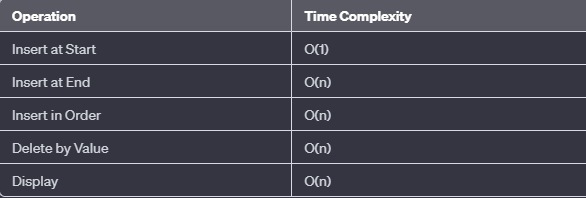 Operation Time Complexity
Insert at Start O(1)
Insert at End O(n)
Insert in Order O(n)
Delete by Value O(n)
Display O(n)